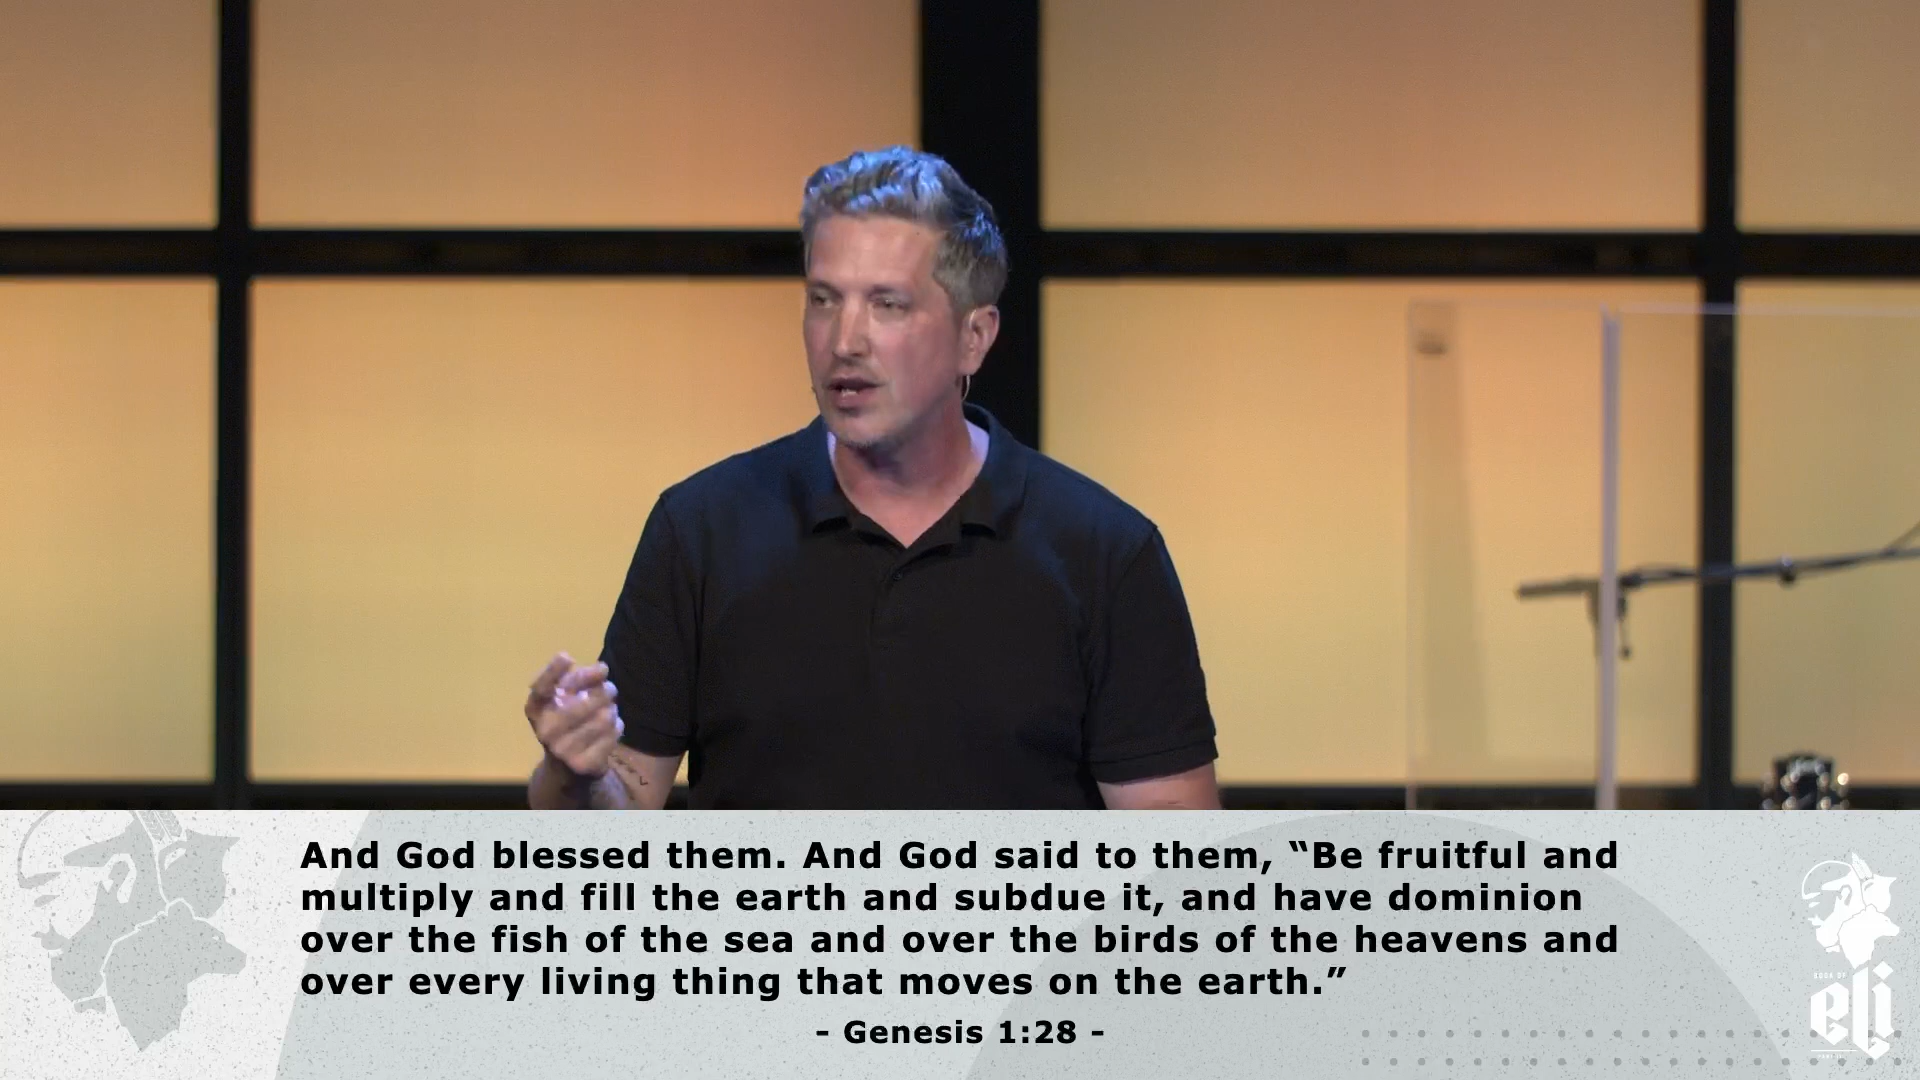 And God blessed them. And God said to them, “Be fruitful and
multiply and fill the earth and subdue it, and have dominion
over the fish of the sea and over the birds of the heavens and
over every living thing that moves on the earth.”
- Genesis 1:28 -
BOOK OF
eli